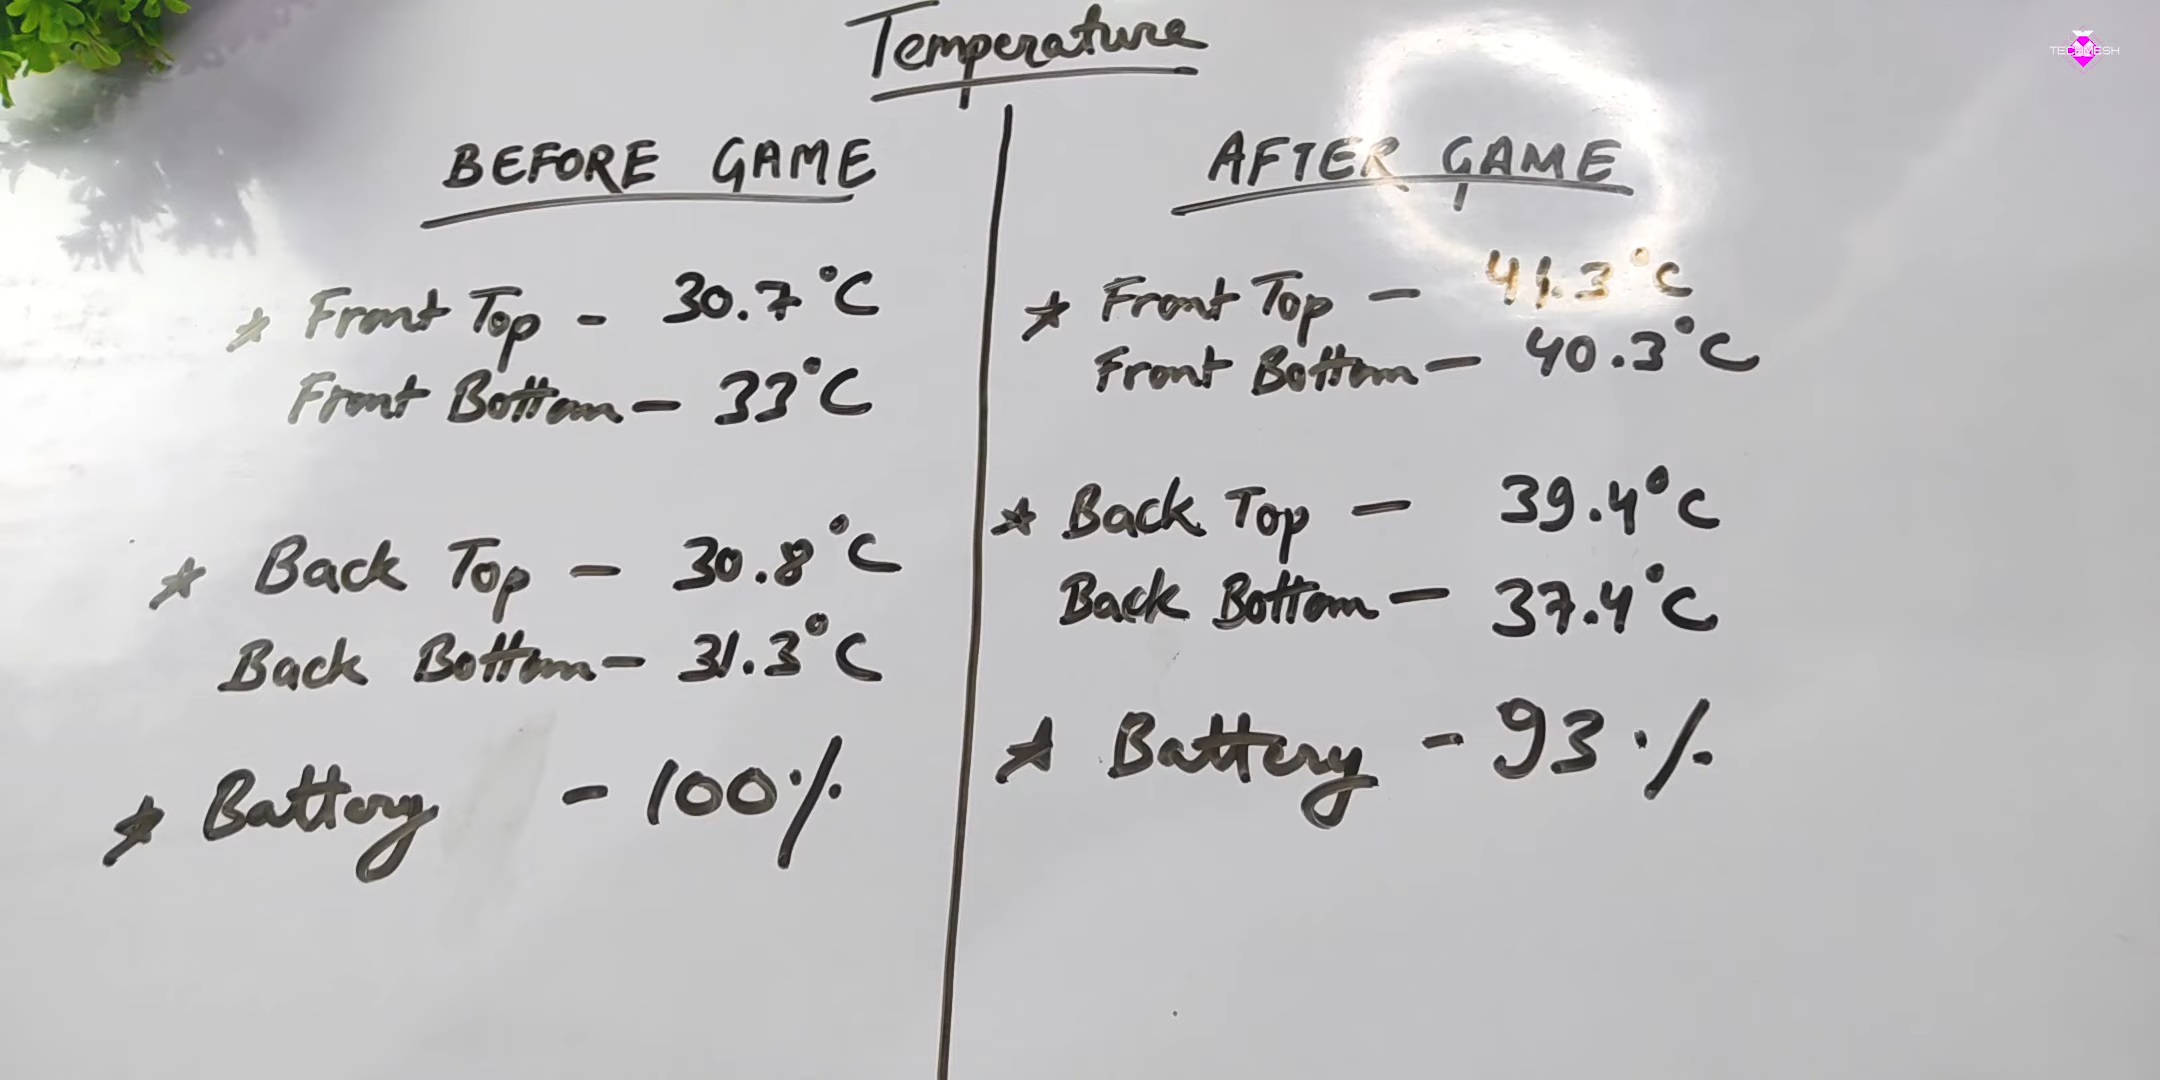 Temperature
BEFORE GAME
★ Front Top - 30.7°C
Front Bottom - 33°C
★ Back Top - 30.8°C
Back Bottom - 31.3°C
★ Battery - 100%
AFTER GAME
★ Front Top - 41.3°C
Front Bottom - 40.3°C
★ Back Top - 39.4°C
Back Bottom - 37.4°C
★ Battery - 93%
TECHMESH